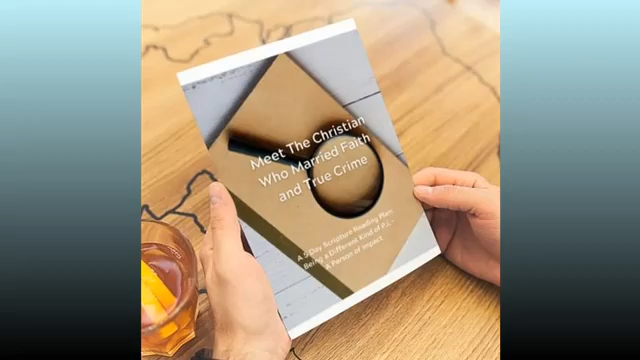 Meet The Christian
Who Married Faith
and True Crime
A 5 Day Scripture Reading Plan
Being a Different Kind of P.I.-
A Person of Impact